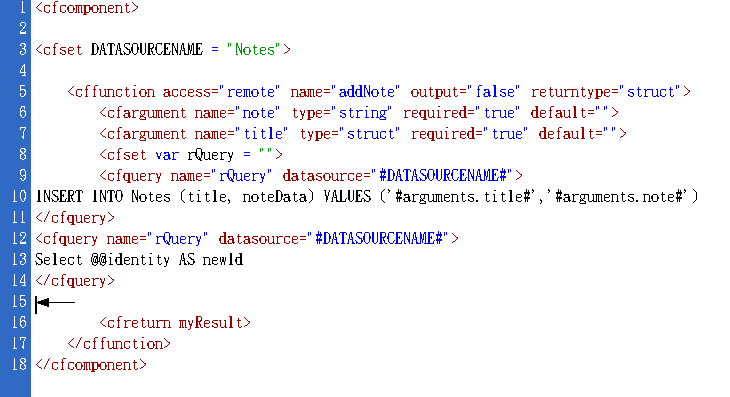 1 <cfcomponent>
2
3 <cfset DATASOURCENAME = "Notes">
4
5 <cffunction access="remote" name="addNote" output="false" returntype="struct">
6 <cfargument name="note" type="string" required="true" default="">
7 <cfargument name="title" type="struct" required="true" default="">
8 <cfset var rQuery = "">
9 <cfquery name="rQuery" datasource="#DATASOURCENAME#">
10 INSERT INTO Notes (title, noteData) VALUES ('#arguments.title#','#arguments.note#')
11 </cfquery>
12 <cfquery name="rQuery" datasource="#DATASOURCENAME#">
13 Select @@identity AS newId
14 </cfquery>
15
16 <cfreturn myResult>
17 </cffunction>
18 </cfcomponent>